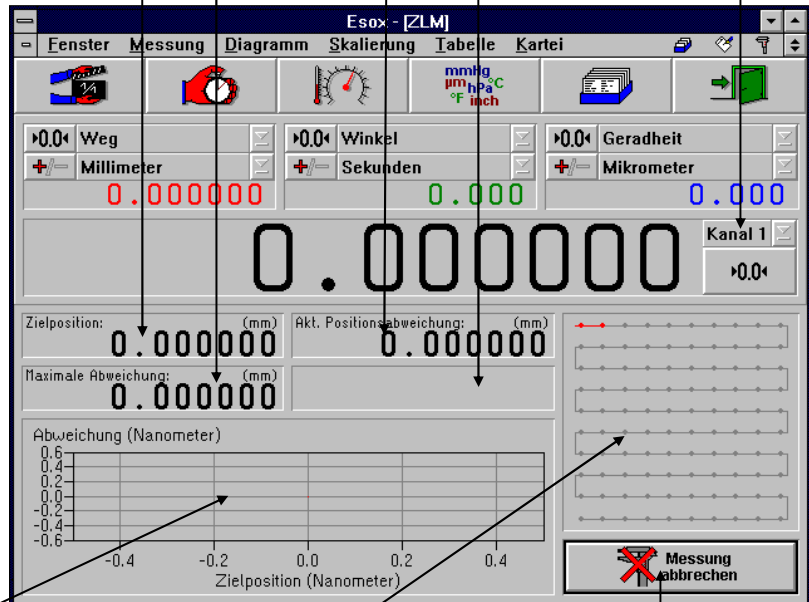 Esox - [ZLM]
Fenster Messung Diagramm Skalierung Tabelle Kartei
1/1
mmHg
µm hPa °C
°F inch
▸0.0◂ Weg ▸0.0◂ Winkel ▸0.0◂ Geradheit
+/− Millimeter +/− Sekunden +/− Mikrometer
0.000000 0.000 0.000
0.000000
Kanal 1
▸0.0◂
Zielposition: (mm) Akt. Positionsabweichung: (mm)
0.000000 0.000000
Maximale Abweichung: (mm)
0.000000
Abweichung (Nanometer)
0.6
0.4
0.2
0.0
-0.2
-0.4
-0.6
-0.4 -0.2 0.0 0.2 0.4
Zielposition (Nanometer)
Messung
abbrechen